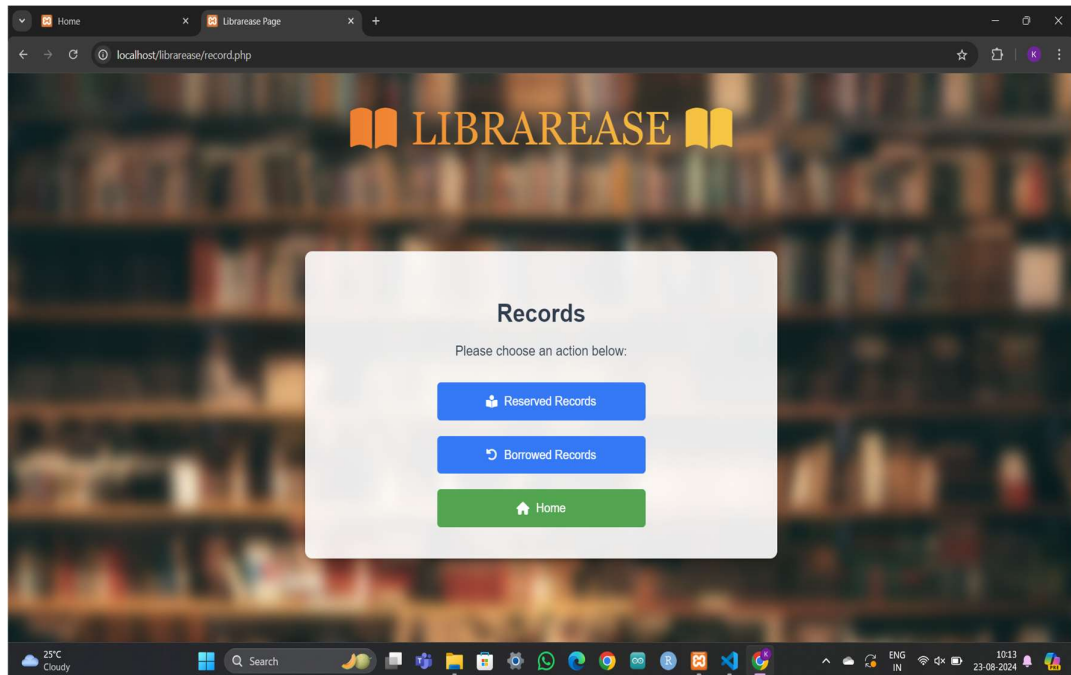 Home
Librarease Page
localhost/librarease/record.php
K
LIBRAREASE
Records
Please choose an action below:
Reserved Records
Borrowed Records
Home
25°C
Cloudy
Search
R
K
ENG
IN
10:13
23-08-2024
PRE